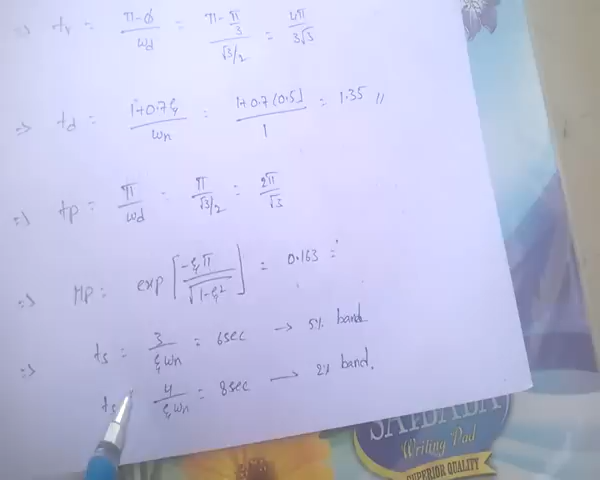 => tr = π-φ/ωd = π-π/3/√3/2 = 4π/3√3
=> td = 1+0.7ξ/ωn = 1+0.7(0.5)/1 = 1.35 //
=> tp = π/ωd = π/√3/2 = 2π/√3
=> Mp = exp[-ξπ/√1-ξ²] = 0.163
=> ts = 3/ξωn = 6sec → 5% band
4/ξωn = 8sec → 2% band.
SAIBABA
Writing Pad
SUPERIOR QUALITY